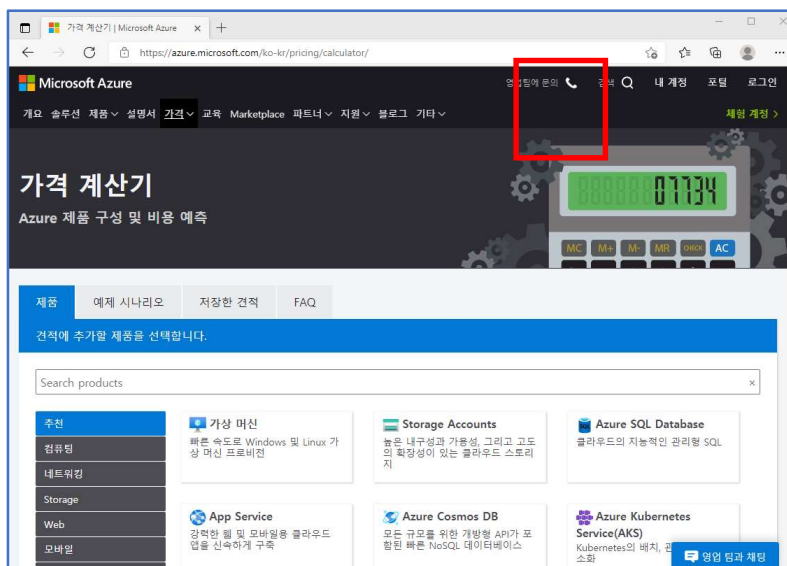 가격 계산기 | Microsoft Azure
https://azure.microsoft.com/ko-kr/pricing/calculator/
Microsoft Azure
영업팀에 문의 검색 내 계정 포털 로그인
개요 솔루션 제품 설명서 가격 교육 Marketplace 파트너 지원 블로그 기타 체험 계정 >
가격 계산기
Azure 제품 구성 및 비용 예측
07734
MC M+ M- MR CHECK AC
제품 예제 시나리오 저장한 견적 FAQ
견적에 추가할 제품을 선택합니다.
Search products
추천
컴퓨팅
네트워킹
Storage
Web
모바일
가상 머신
빠른 속도로 Windows 및 Linux 가
상 머신 프로비전
Storage Accounts
높은 내구성과 가용성, 그리고 고도
의 확장성이 있는 클라우드 스토리
지
Azure SQL Database
클라우드의 지능적인 관리형 SQL
App Service
강력한 웹 및 모바일용 클라우드
앱을 신속하게 구축
Azure Cosmos DB
모든 규모를 위한 개방형 API가 포
함된 빠른 NoSQL 데이터베이스
Azure Kubernetes
Service(AKS)
Kubernetes의 배치,
소화
영업 팀과 채팅